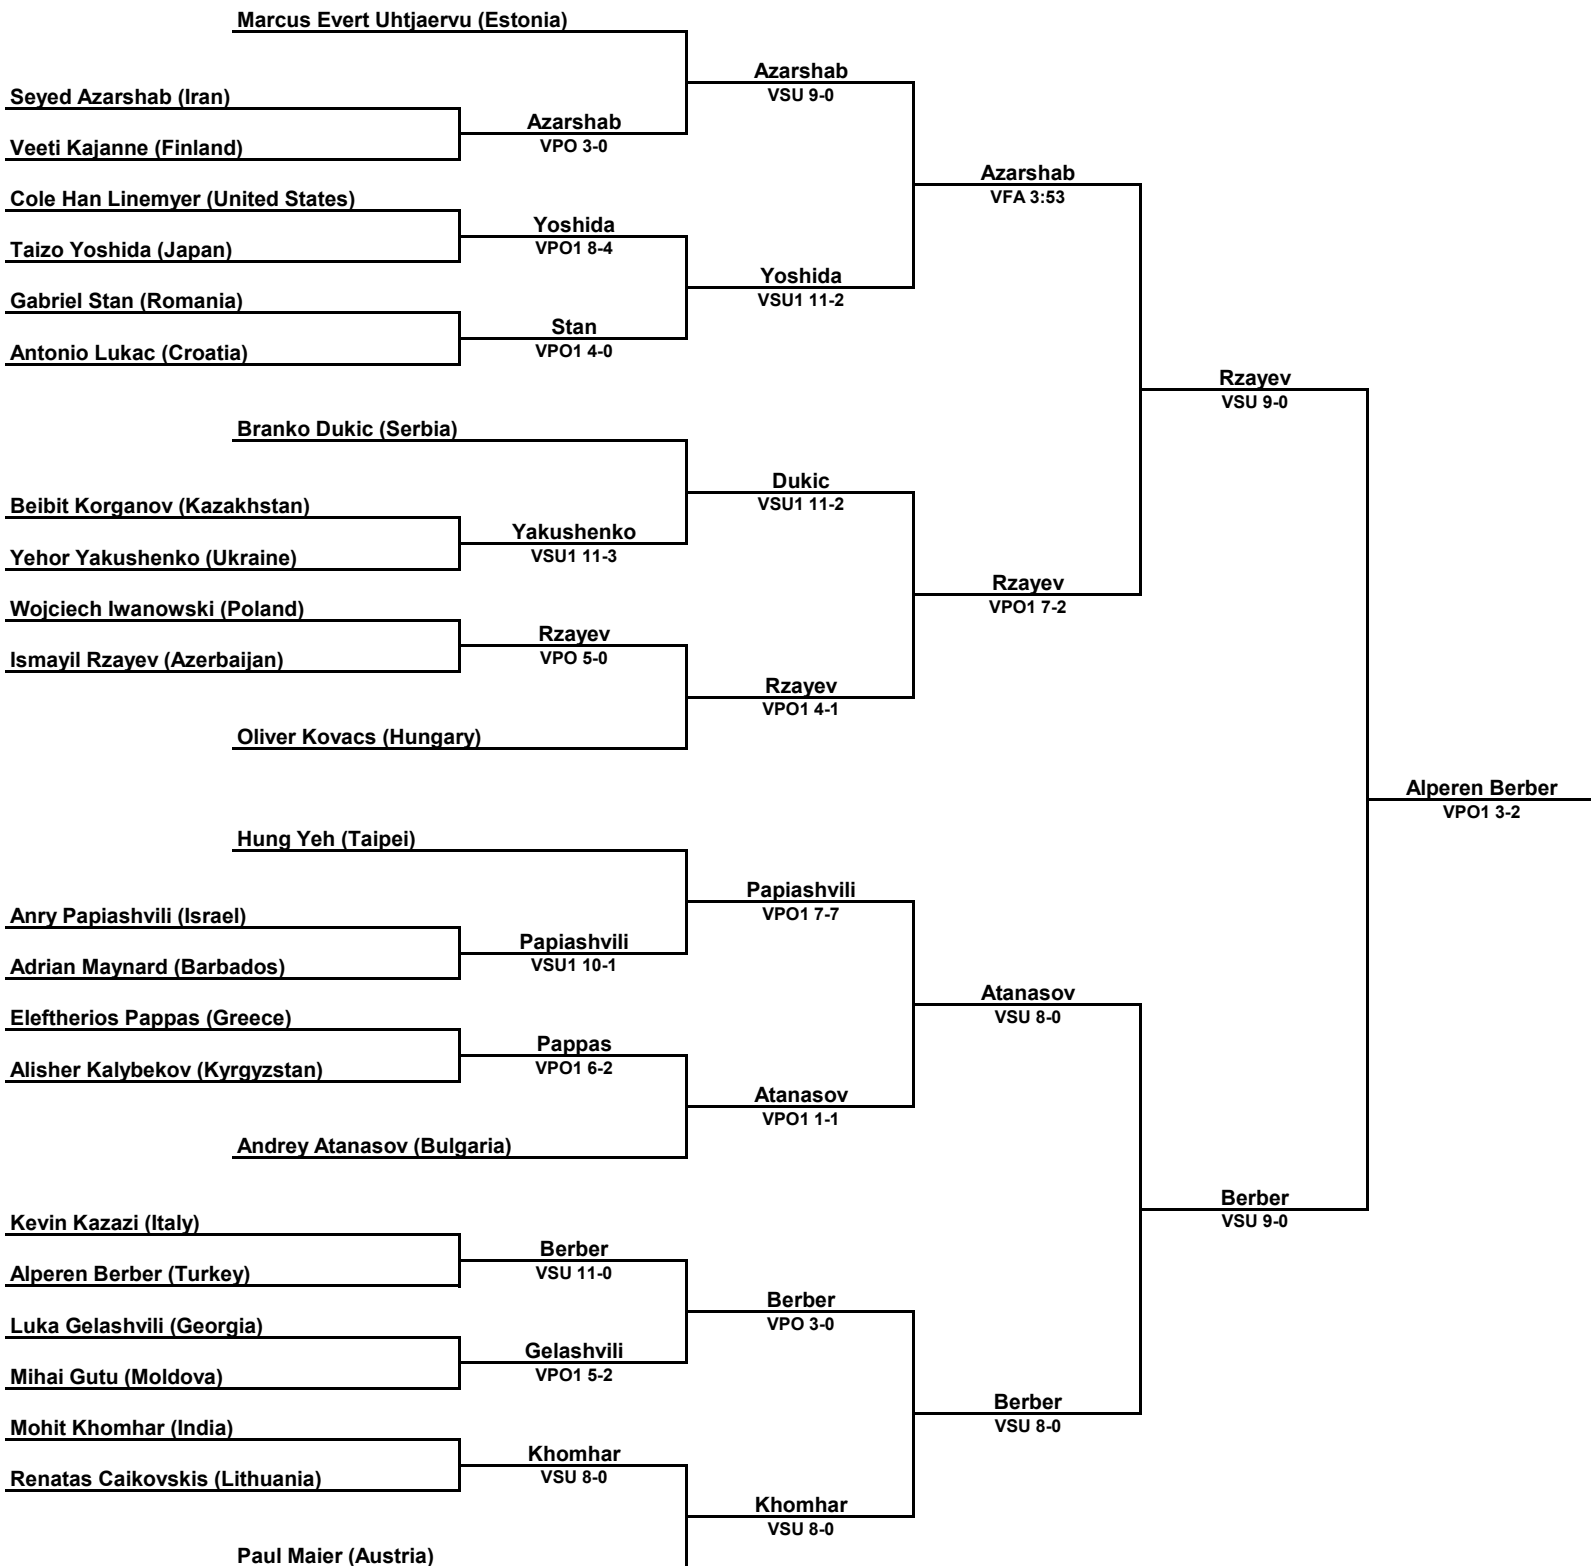 Marcus Evert Uhtjaervu (Estonia)
Azarshab
VSU 9-0
Seyed Azarshab (Iran)
Azarshab
VPO 3-0
Veeti Kajanne (Finland)
Azarshab
VFA 3:53
Cole Han Linemyer (United States)
Yoshida
VPO1 8-4
Taizo Yoshida (Japan)
Yoshida
VSU1 11-2
Gabriel Stan (Romania)
Stan
VPO1 4-0
Antonio Lukac (Croatia)
Rzayev
VSU 9-0
Branko Dukic (Serbia)
Dukic
VSU1 11-2
Beibit Korganov (Kazakhstan)
Yakushenko
VSU1 11-3
Yehor Yakushenko (Ukraine)
Rzayev
VPO1 7-2
Wojciech Iwanowski (Poland)
Rzayev
VPO 5-0
Ismayil Rzayev (Azerbaijan)
Rzayev
VPO1 4-1
Oliver Kovacs (Hungary)
Alperen Berber
VPO1 3-2
Hung Yeh (Taipei)
Papiashvili
VPO1 7-7
Anry Papiashvili (Israel)
Papiashvili
VSU1 10-1
Adrian Maynard (Barbados)
Atanasov
VSU 8-0
Eleftherios Pappas (Greece)
Pappas
VPO1 6-2
Alisher Kalybekov (Kyrgyzstan)
Atanasov
VPO1 1-1
Andrey Atanasov (Bulgaria)
Berber
VSU 9-0
Kevin Kazazi (Italy)
Berber
VSU 11-0
Alperen Berber (Turkey)
Berber
VPO 3-0
Luka Gelashvili (Georgia)
Gelashvili
VPO1 5-2
Mihai Gutu (Moldova)
Berber
VSU 8-0
Mohit Khomhar (India)
Khomhar
VSU 8-0
Renatas Caikovskis (Lithuania)
Khomhar
VSU 8-0
Paul Maier (Austria)